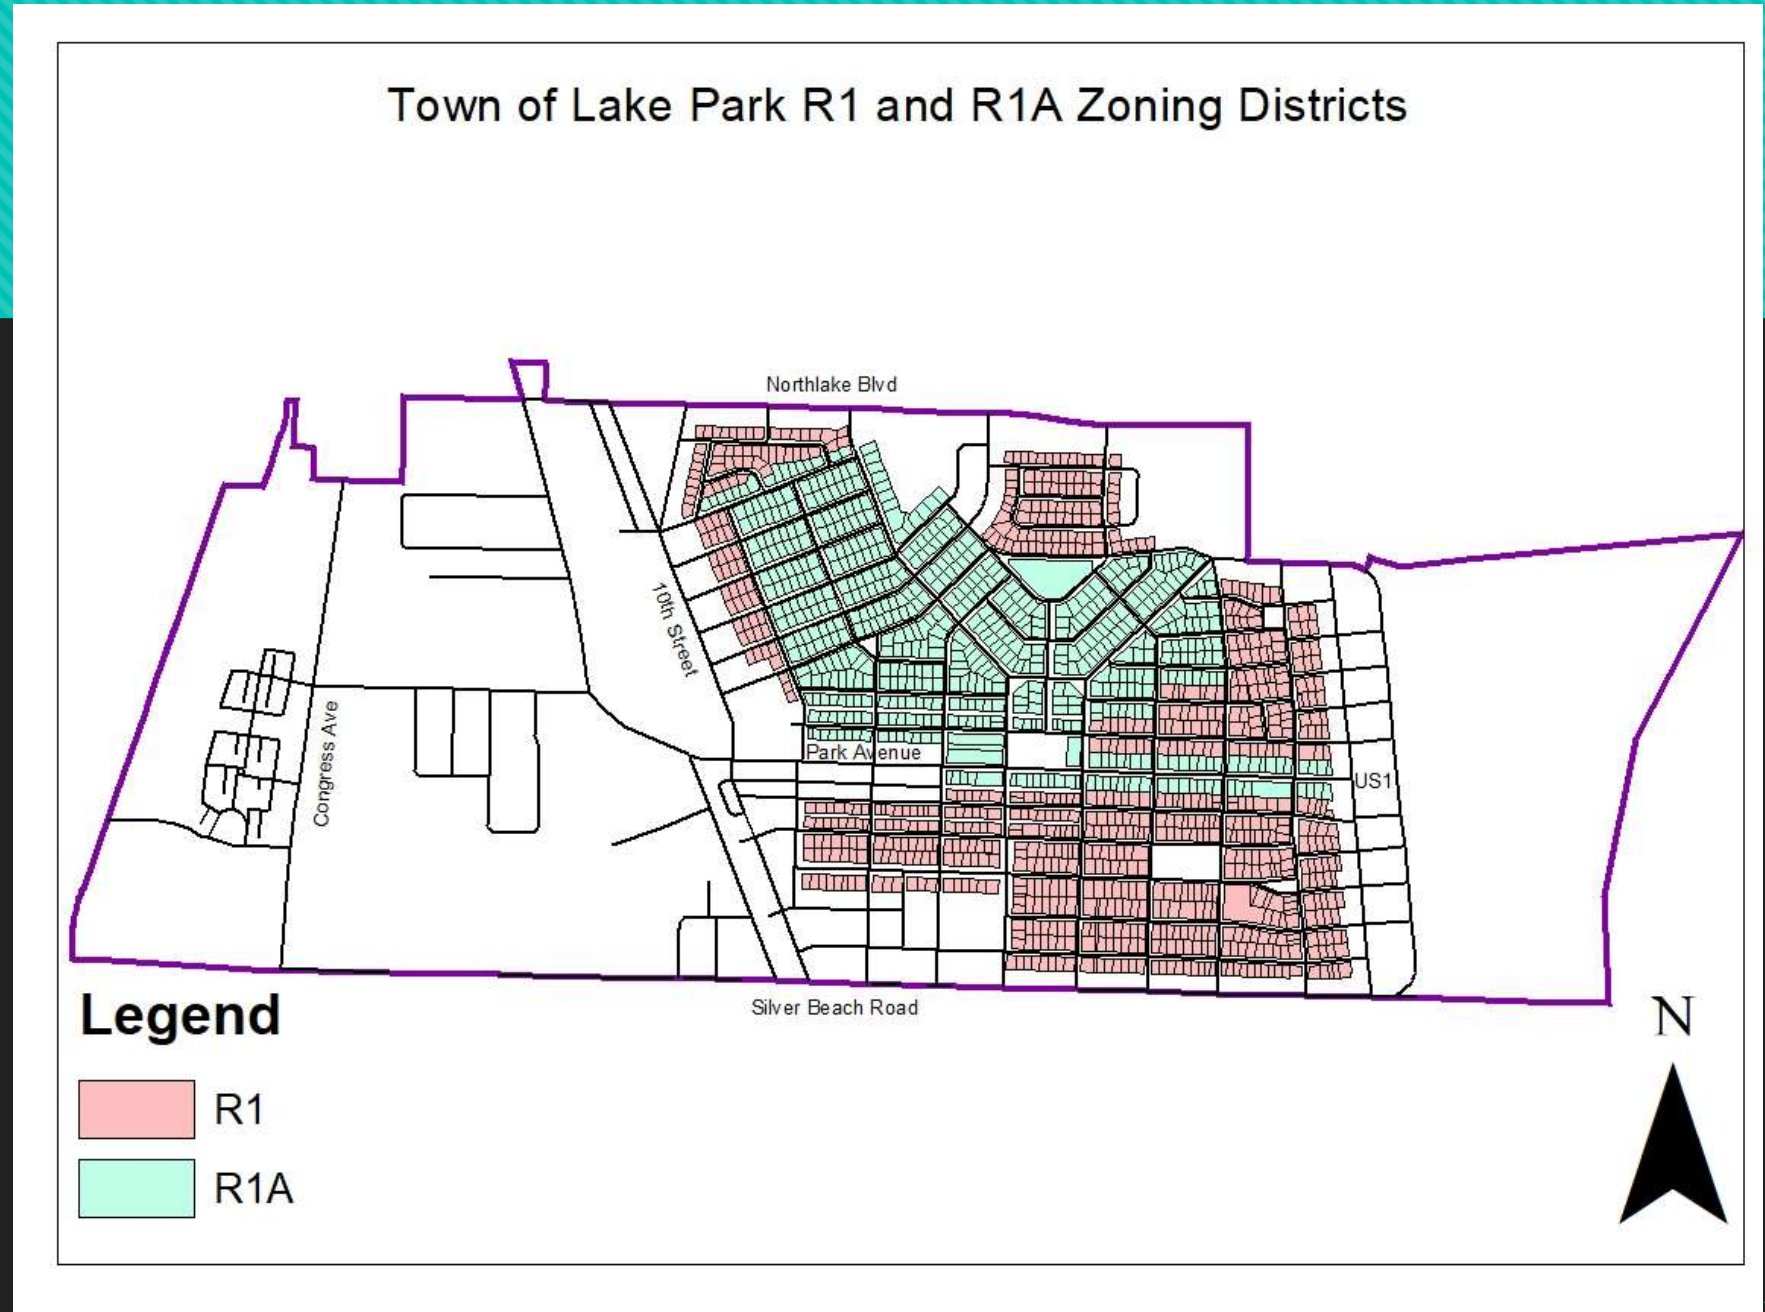 Town of Lake Park R1 and R1A Zoning Districts
Northlake Blvd
10th Street
Congress Ave
Park Avenue
US1
Silver Beach Road
Legend
N
R1
R1A